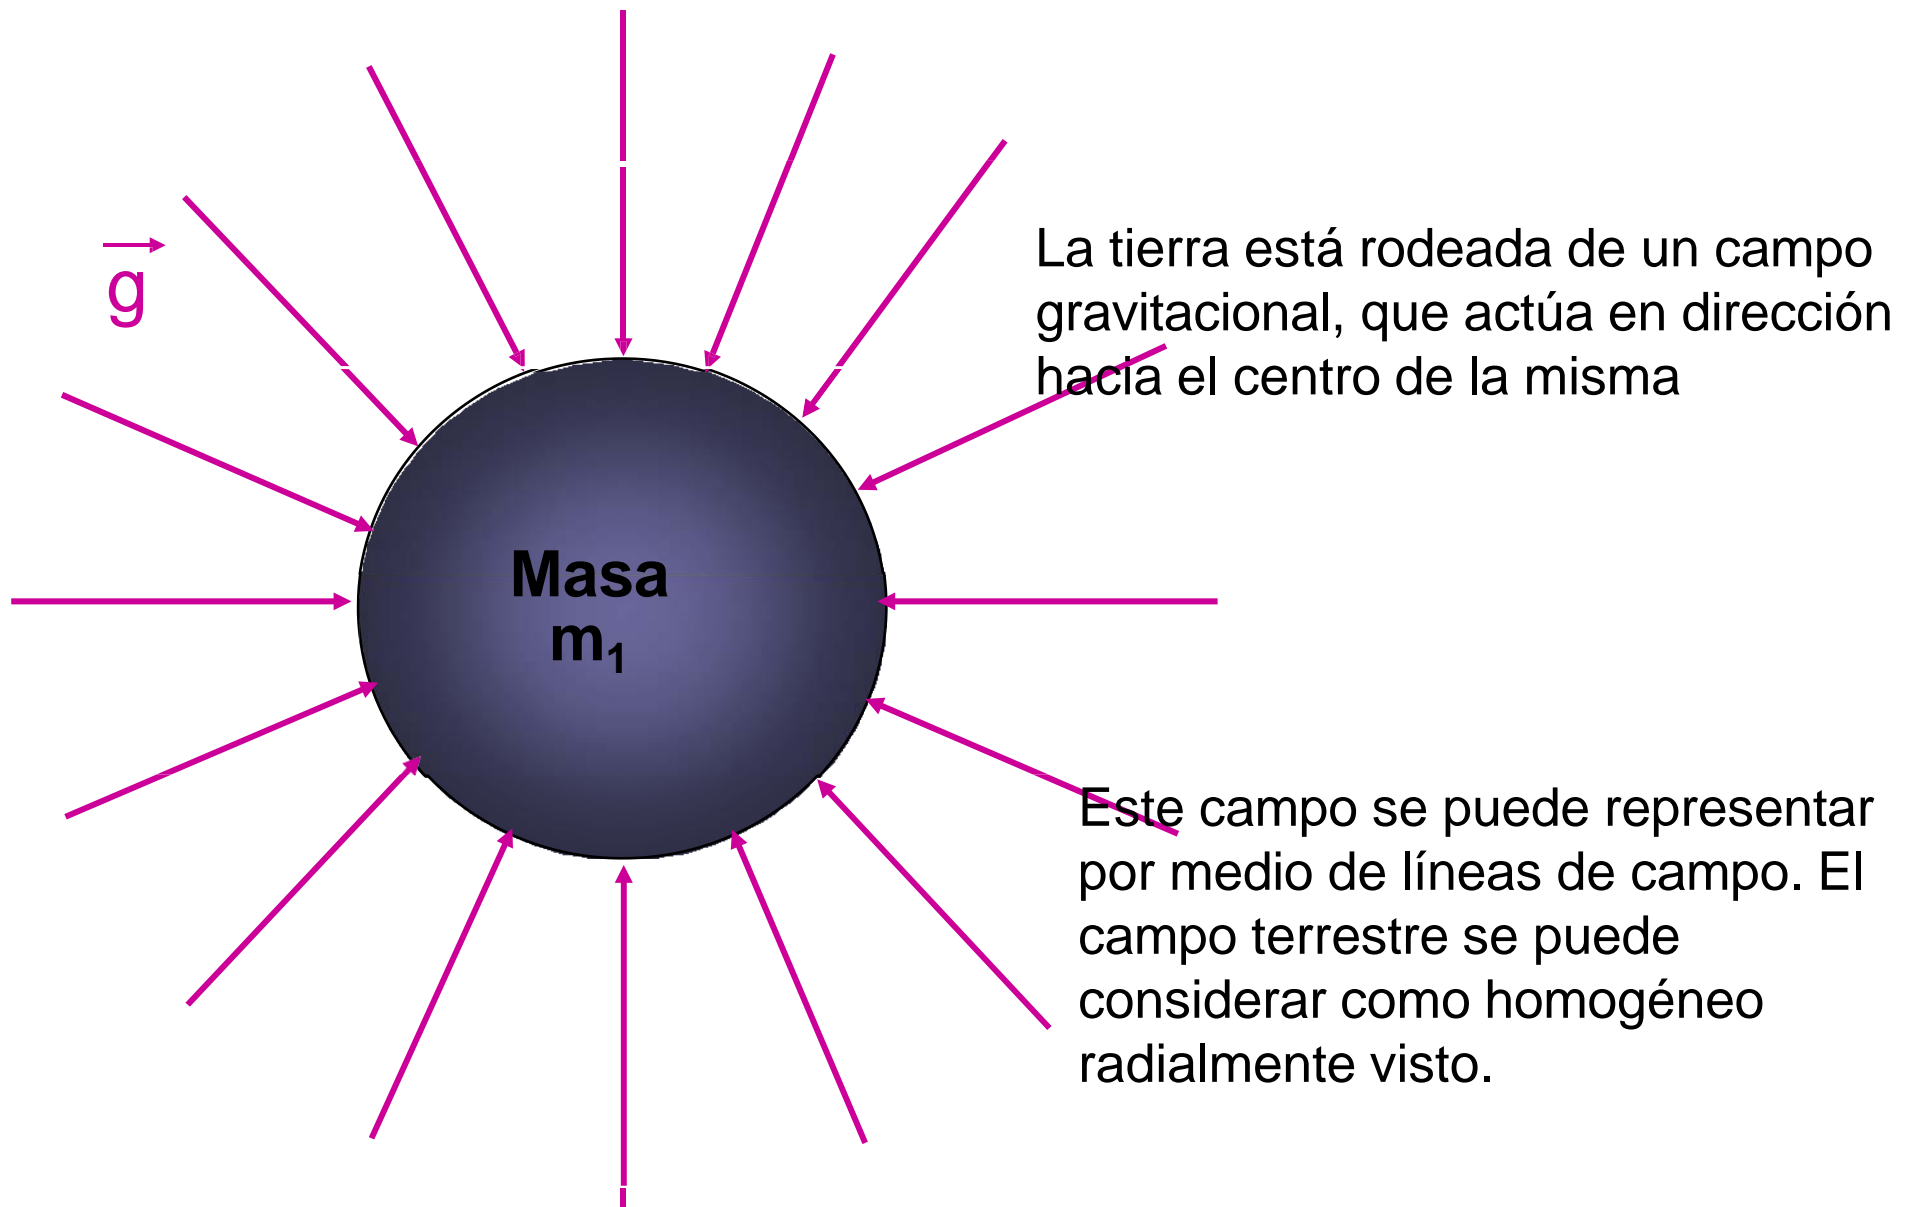 g
La tierra está rodeada de un campo
gravitacional, que actúa en dirección
hacia el centro de la misma
Masa
m₁
Este campo se puede representar
por medio de líneas de campo. El
campo terrestre se puede
considerar como homogéneo
radialmente visto.